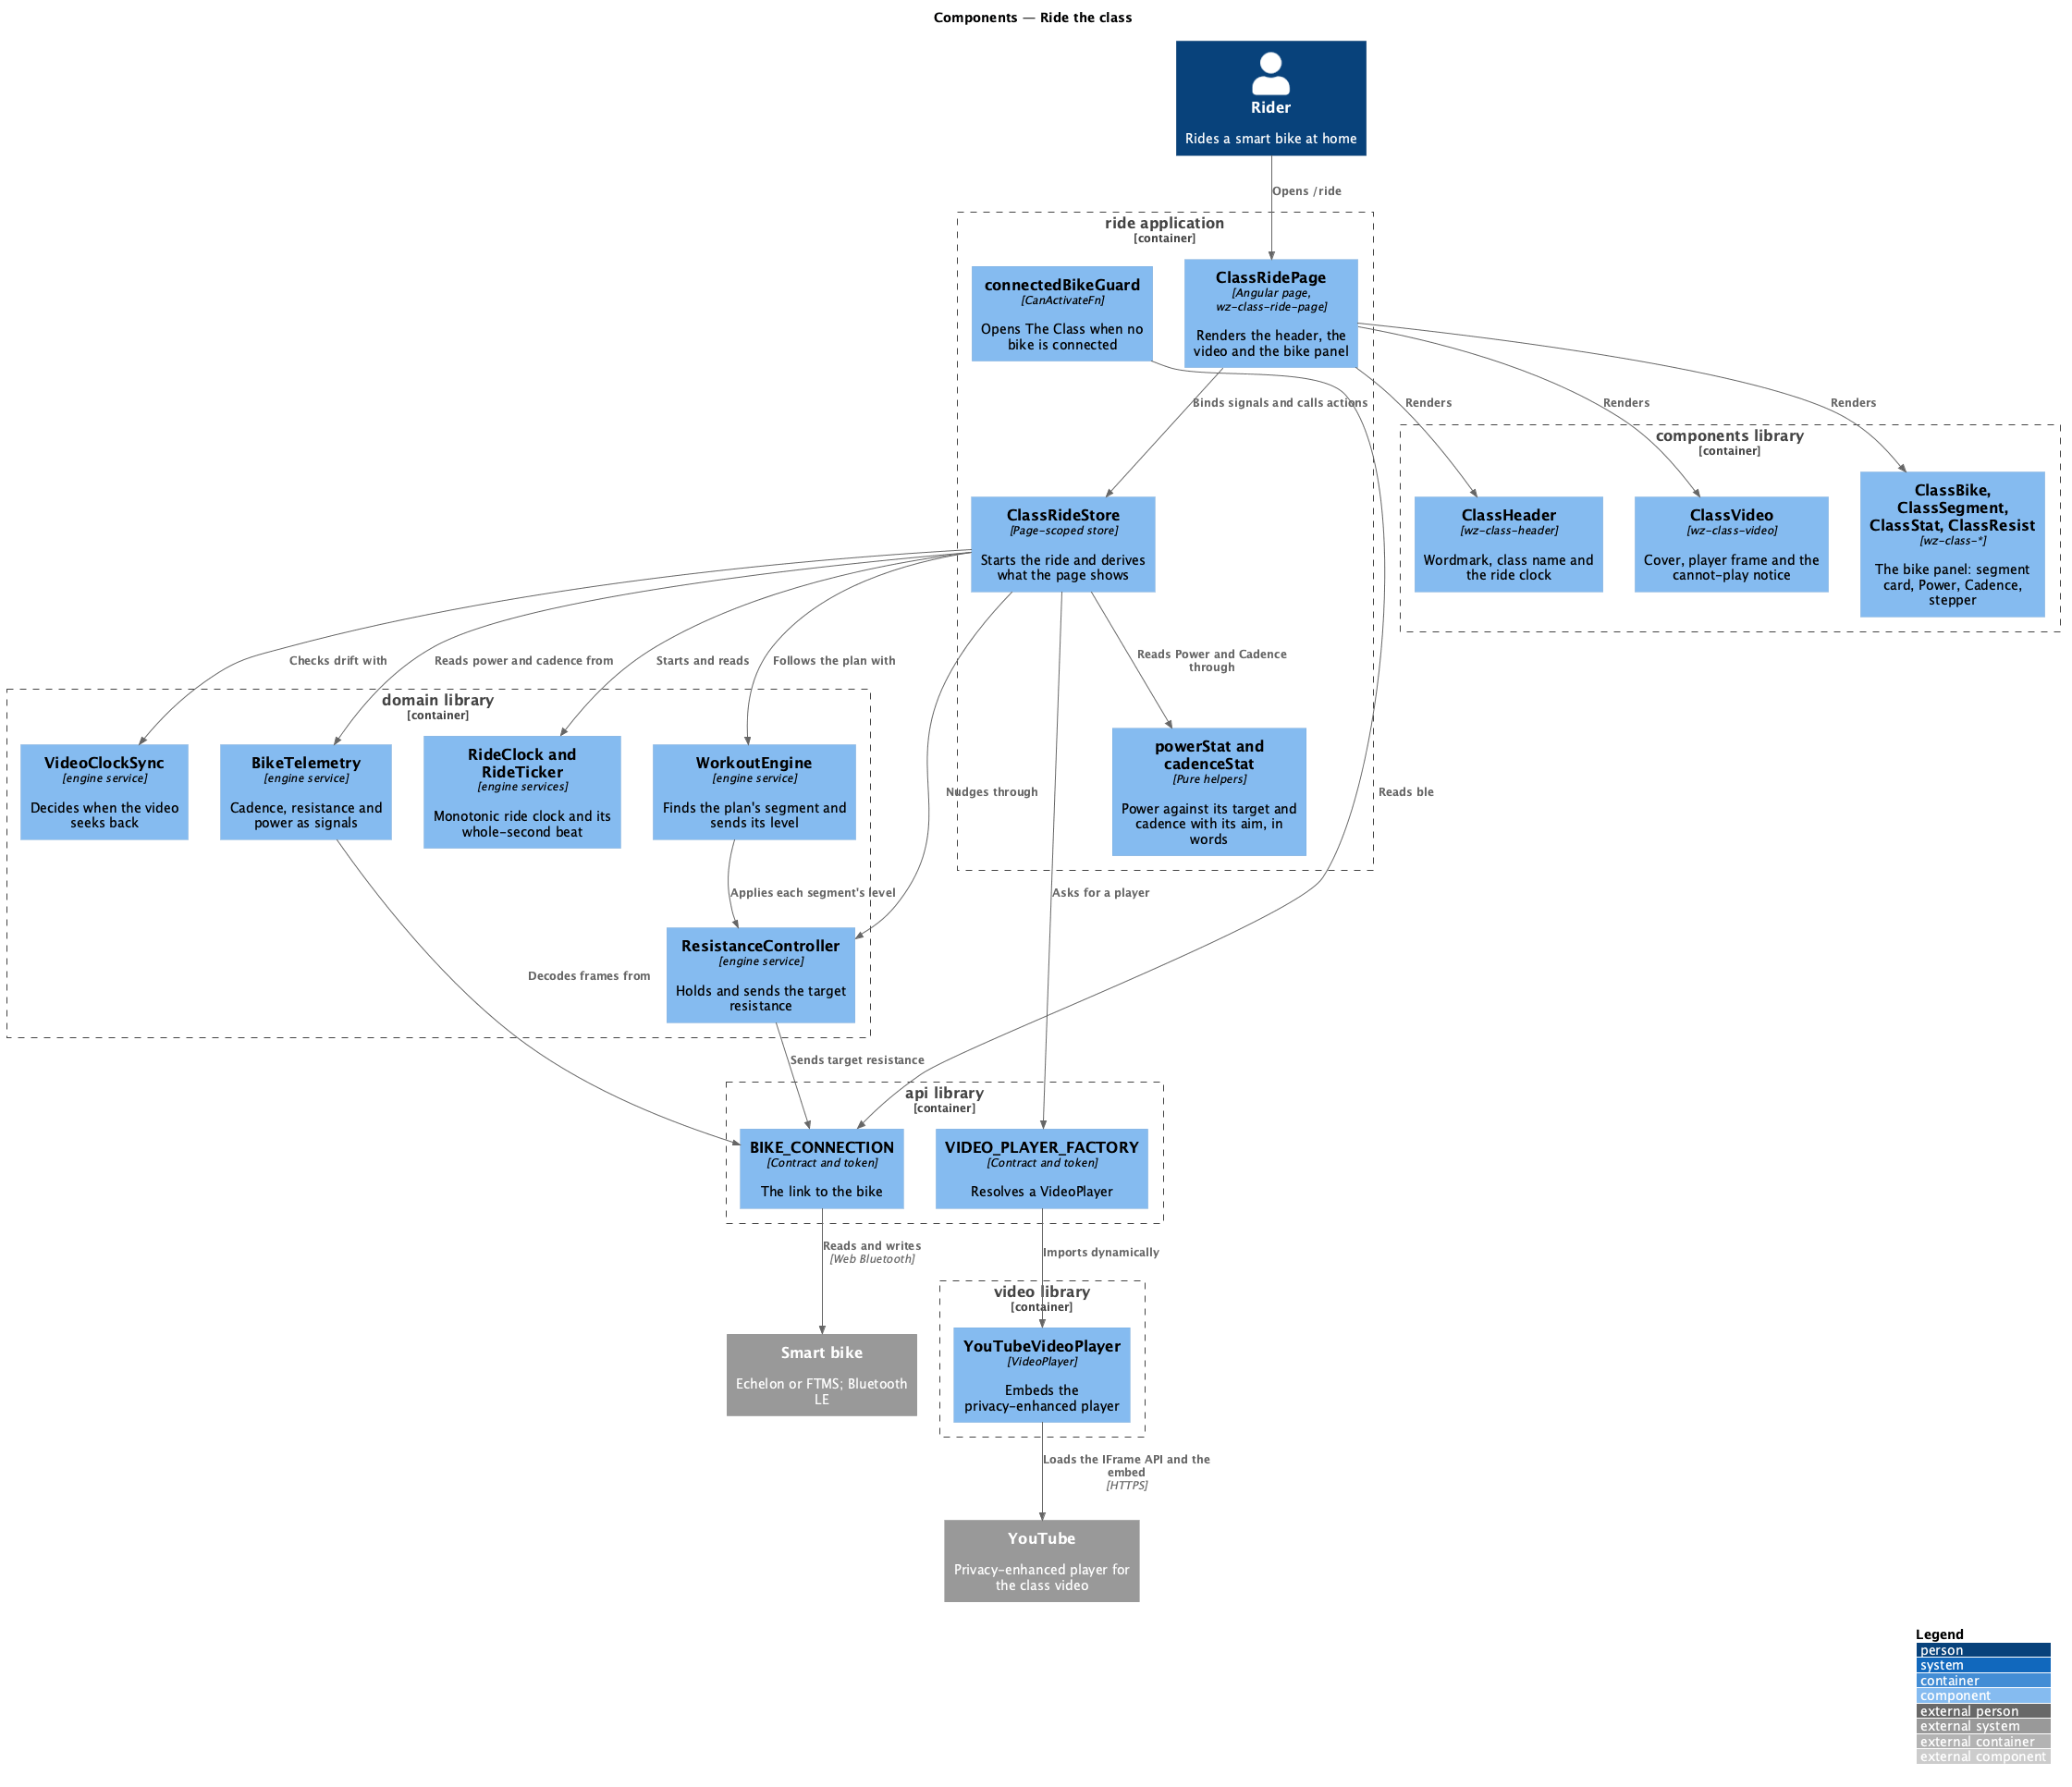 Components — Ride the class
Rider
Rides a smart bike at home
Opens /ride
ride application
[container]
connectedBikeGuard
[CanActivateFn]
Opens The Class when no
bike is connected
ClassRidePage
[Angular page,
wz-class-ride-page]
Renders the header, the
video and the bike panel
Binds signals and calls actions
Renders
Renders
Renders
components library
[container]
ClassRideStore
[Page-scoped store]
Starts the ride and derives
what the page shows
ClassHeader
[wz-class-header]
Wordmark, class name and
the ride clock
ClassVideo
[wz-class-video]
Cover, player frame and the
cannot-play notice
ClassBike,
ClassSegment,
ClassStat, ClassResist
[wz-class-*]
The bike panel: segment
card, Power, Cadence,
stepper
Checks drift with
Reads power and cadence from
Starts and reads
Follows the plan with
Reads Power and Cadence
through
domain library
[container]
VideoClockSync
[engine service]
Decides when the video
seeks back
BikeTelemetry
[engine service]
Cadence, resistance and
power as signals
RideClock and
RideTicker
[engine services]
Monotonic ride clock and its
whole-second beat
WorkoutEngine
[engine service]
Finds the plan's segment and
sends its level
Nudges through
powerStat and
cadenceStat
[Pure helpers]
Power against its target and
cadence with its aim, in
words
Reads ble
Applies each segment's level
Asks for a player
ResistanceController
[engine service]
Holds and sends the target
resistance
Decodes frames from
Sends target resistance
api library
[container]
BIKE_CONNECTION
[Contract and token]
The link to the bike
VIDEO_PLAYER_FACTORY
[Contract and token]
Resolves a VideoPlayer
Reads and writes
[Web Bluetooth]
Imports dynamically
video library
[container]
Smart bike
Echelon or FTMS; Bluetooth
LE
YouTubeVideoPlayer
[VideoPlayer]
Embeds the
privacy-enhanced player
Loads the IFrame API and the
embed
[HTTPS]
YouTube
Privacy-enhanced player for
the class video
Legend
person
system
container
component
external person
external system
external container
external component